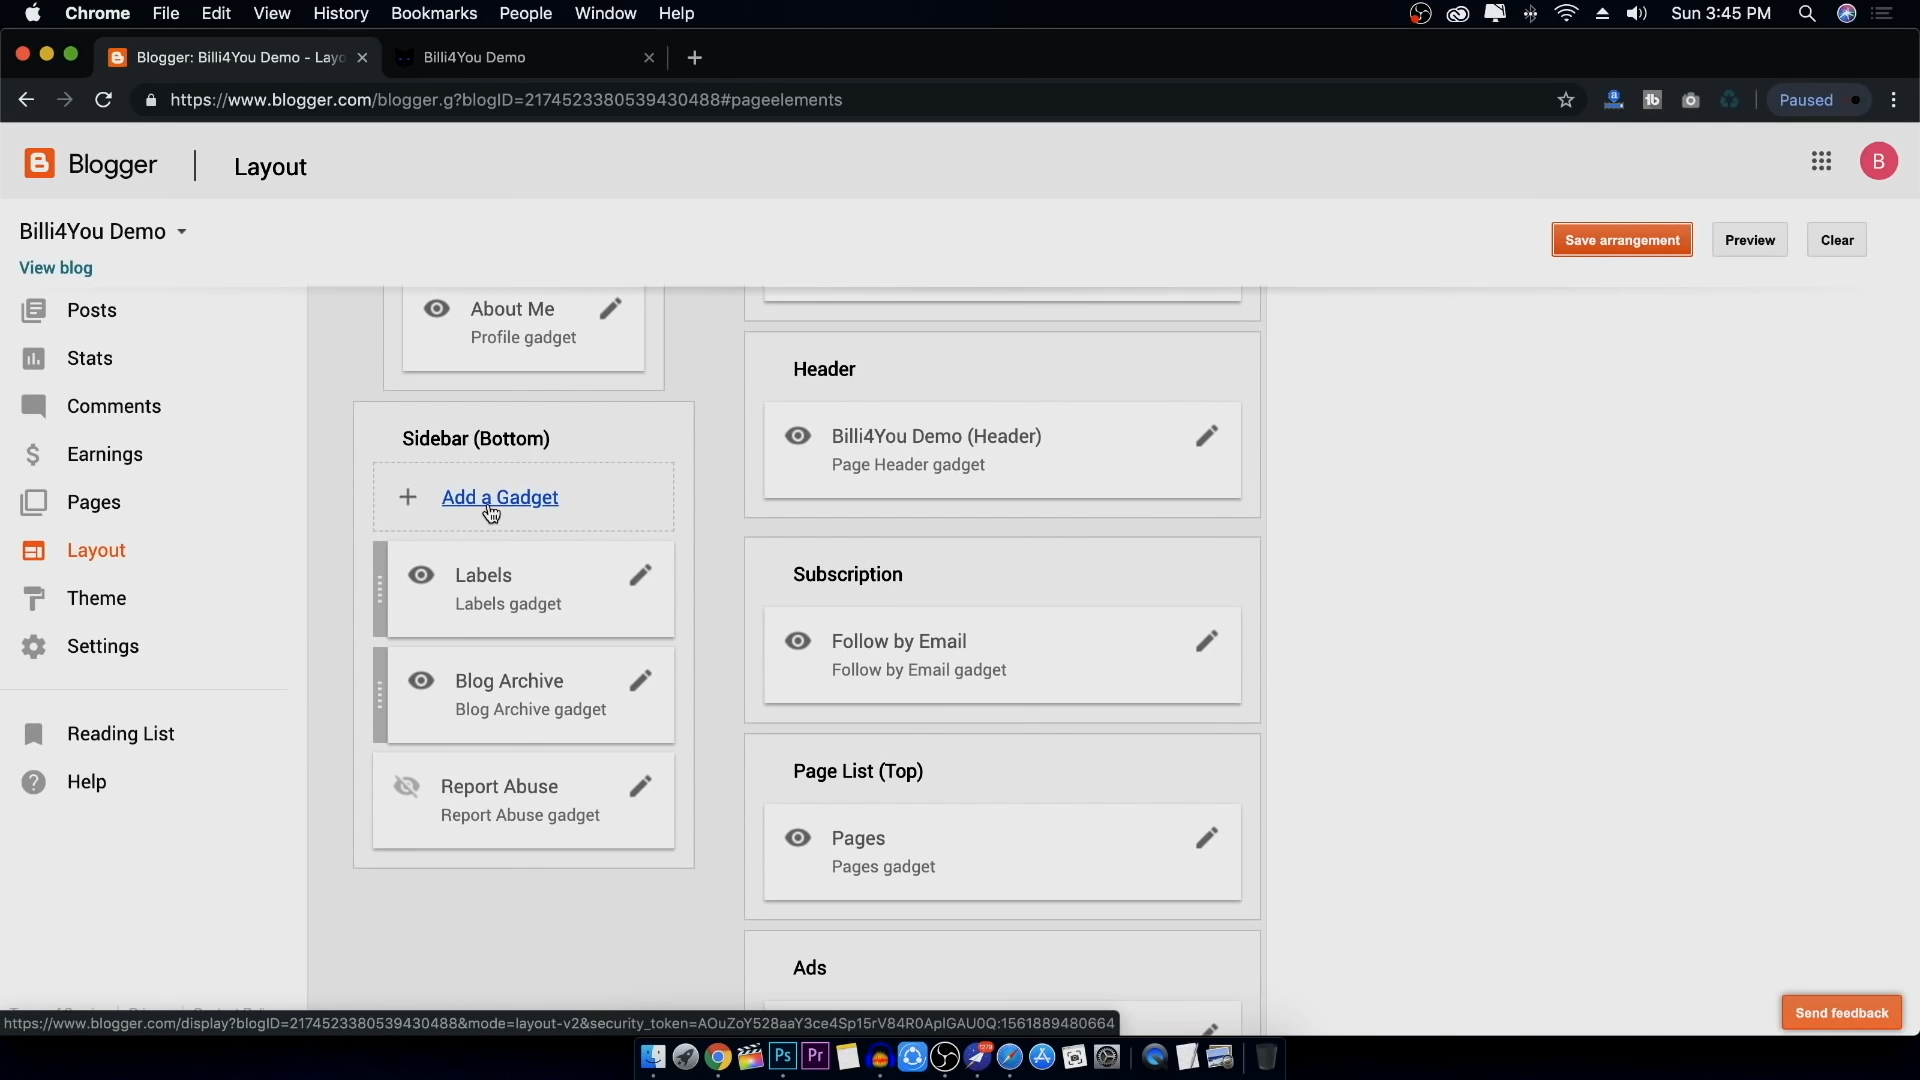 Chrome File Edit View History Bookmarks People Window Help
Sun 3:45 PM
Blogger: Billi4You Demo - Layo
Billi4You Demo
https://www.blogger.com/blogger.g?blogID=2174523380539430488#pageelements
Paused
Blogger
Layout
B
Billi4You Demo
View blog
Save arrangement
Preview
Clear
Posts
Stats
Comments
Earnings
Pages
Layout
Theme
Settings
Reading List
Help
About Me
Profile gadget
Sidebar (Bottom)
Add a Gadget
Labels
Labels gadget
Blog Archive
Blog Archive gadget
Report Abuse
Report Abuse gadget
Header
Billi4You Demo (Header)
Page Header gadget
Subscription
Follow by Email
Follow by Email gadget
Page List (Top)
Pages
Pages gadget
Ads
Send feedback
https://www.blogger.com/display?blogID=2174523380539430488&mode=layout-v2&security_token=AOuZoY528aaY3ce4Sp15rV84R0ApIGAU0Q:1561889480664
Ps
Pr